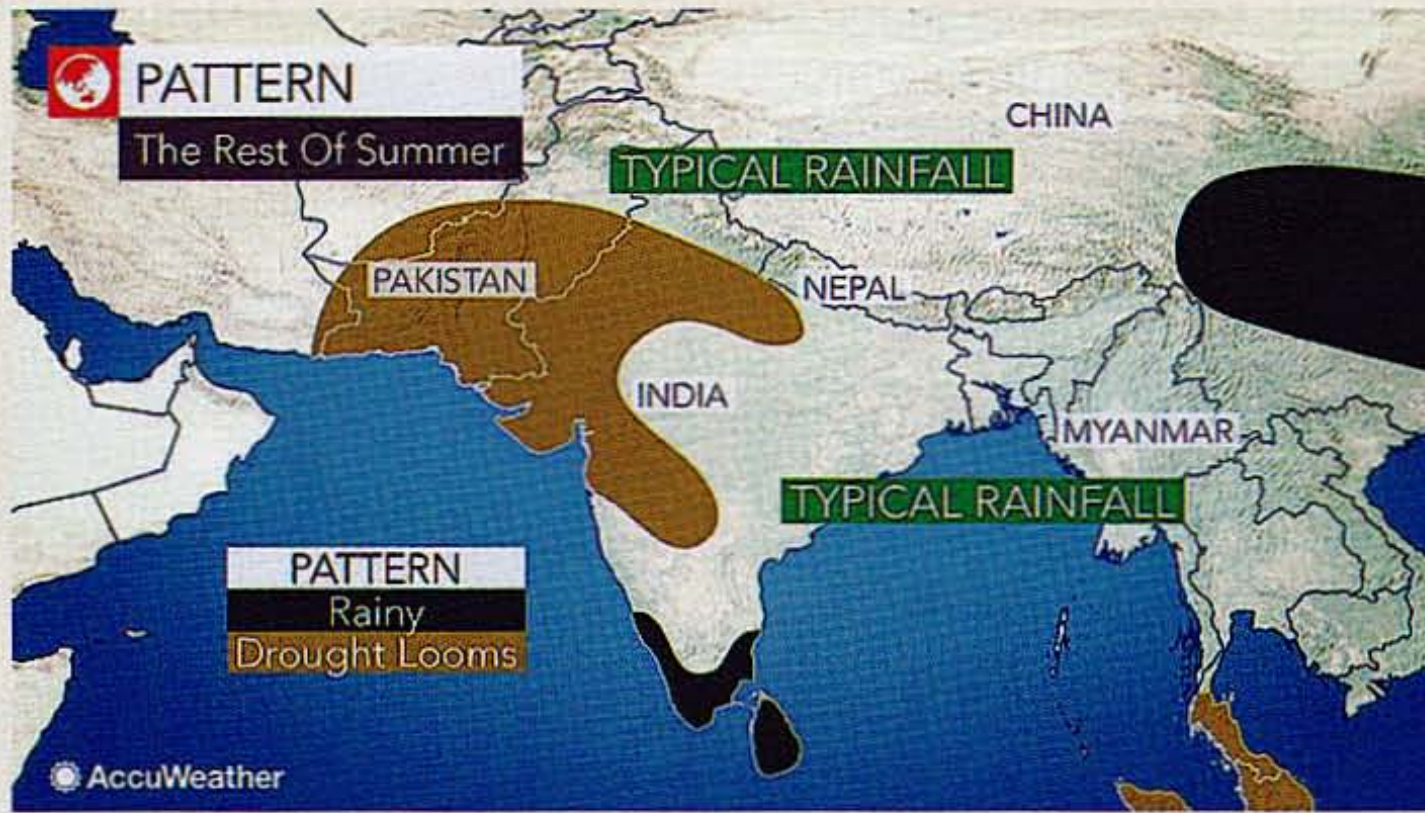 PATTERN
The Rest Of Summer
CHINA
TYPICAL RAINFALL
PAKISTAN
NEPAL
INDIA
MYANMAR
TYPICAL RAINFALL
PATTERN
Rainy
Drought Looms
AccuWeather